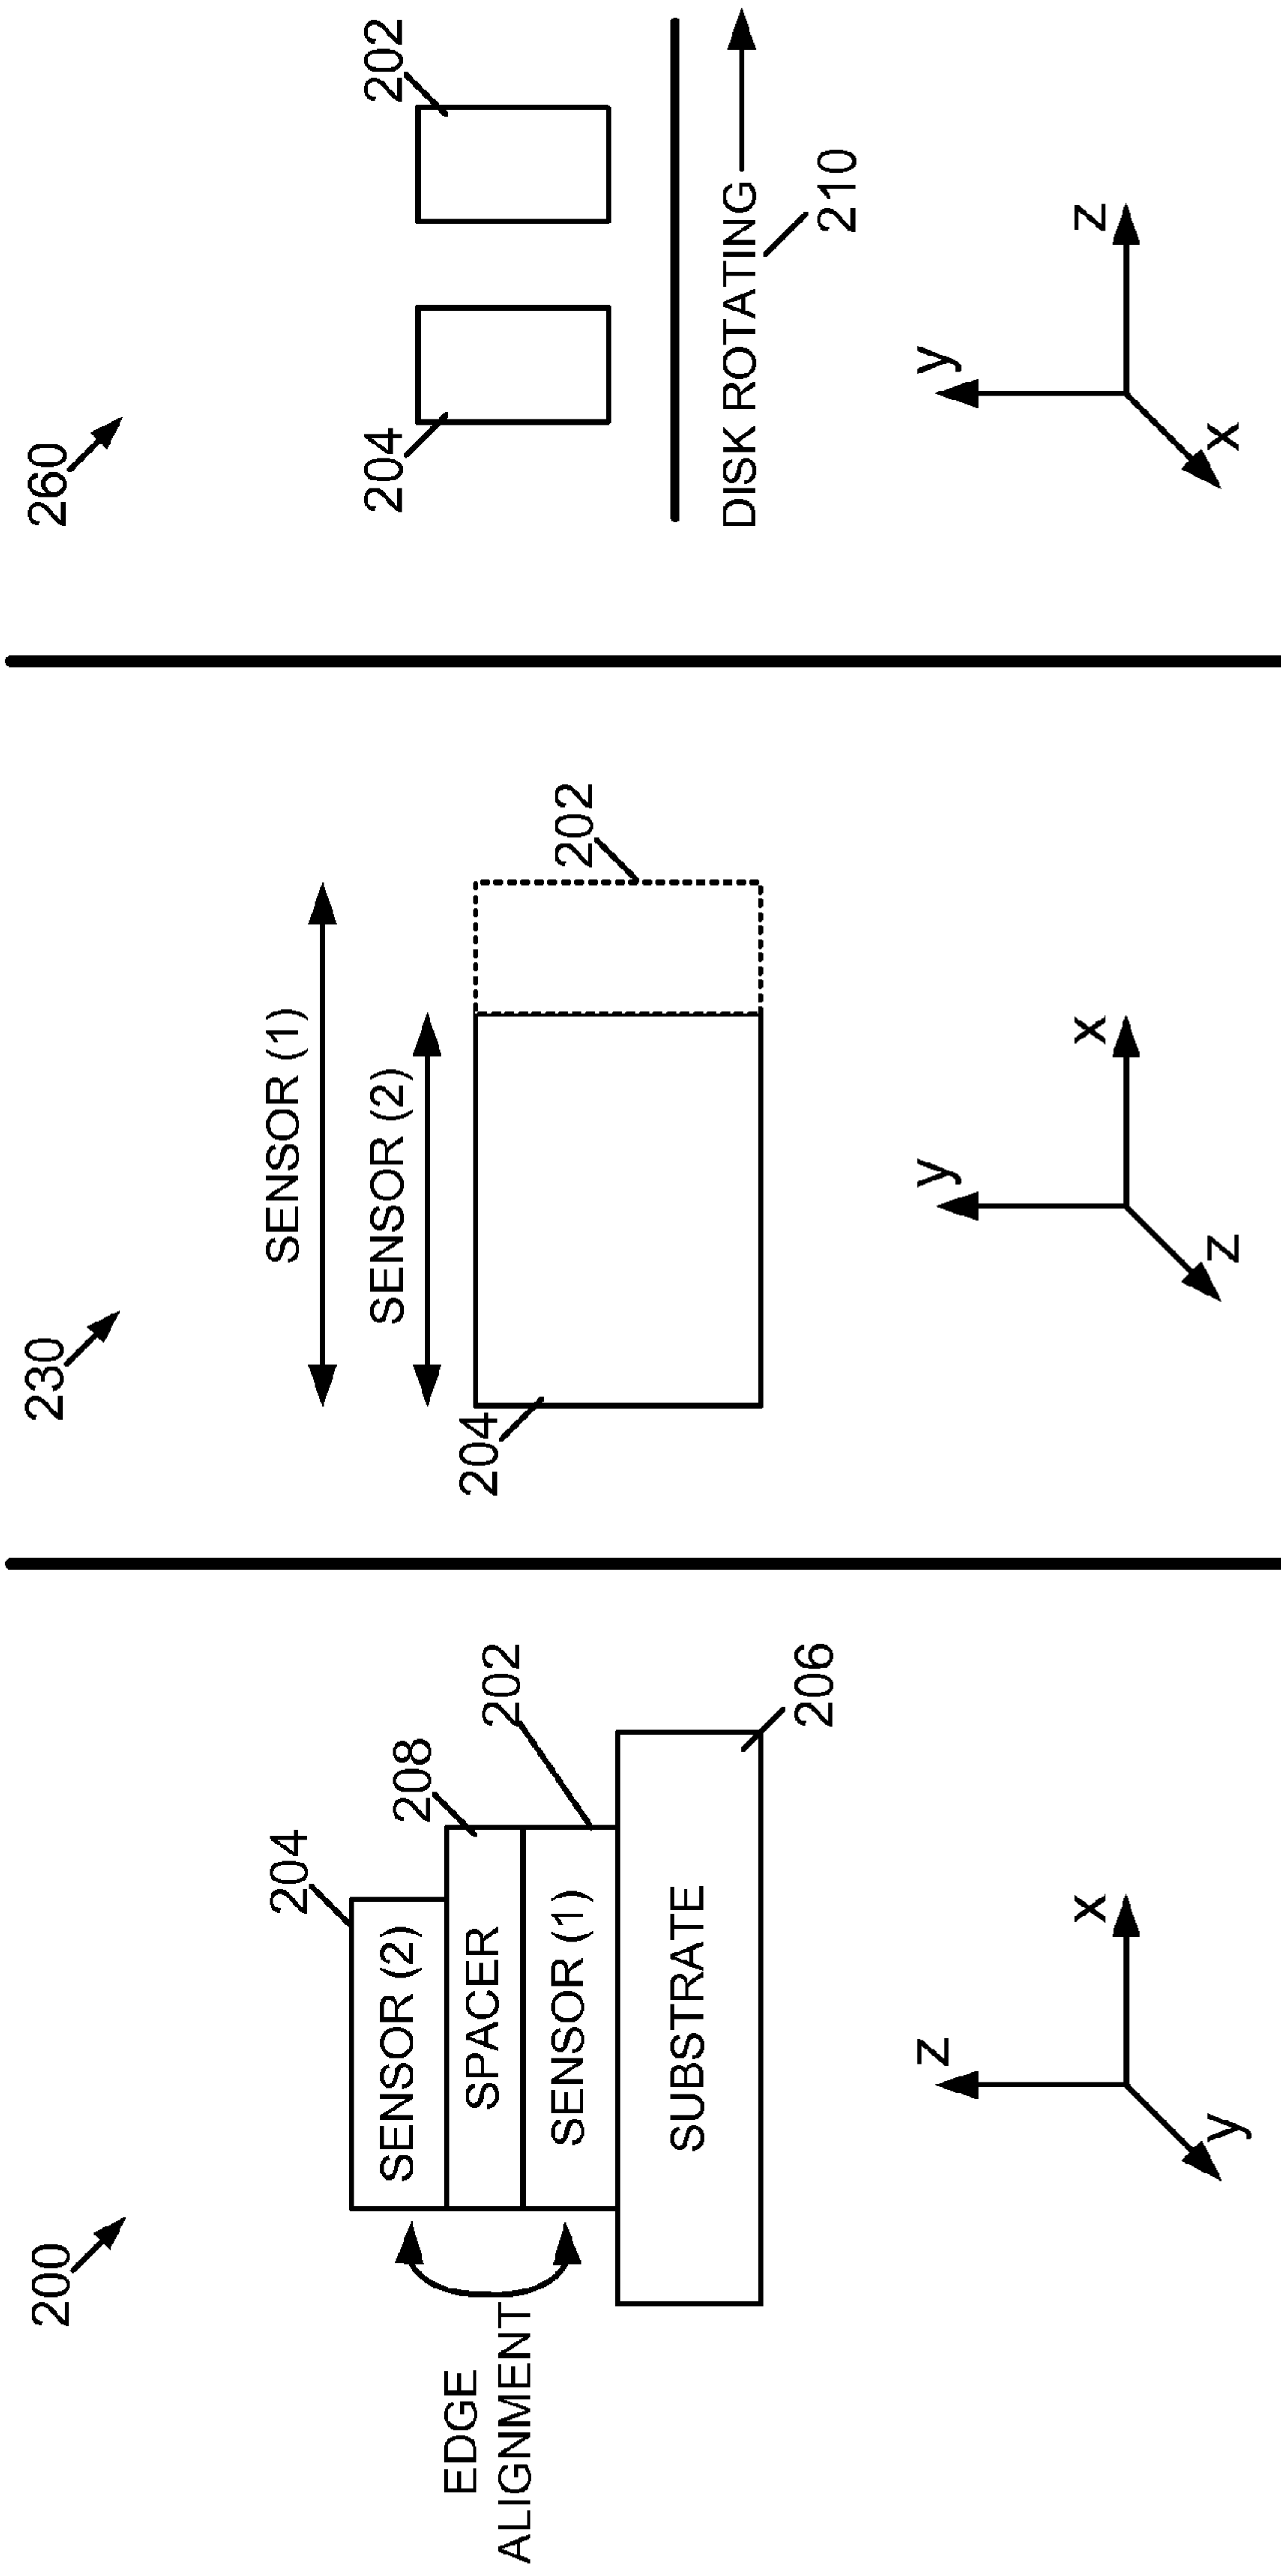 200
204
SENSOR (2)
208
SPACER
202
SENSOR (1)
EDGE
ALIGNMENT
SUBSTRATE
206
z
x
y
230
SENSOR (1)
SENSOR (2)
204
202
y
x
z
260
204
202
DISK ROTATING
210
y
z
x